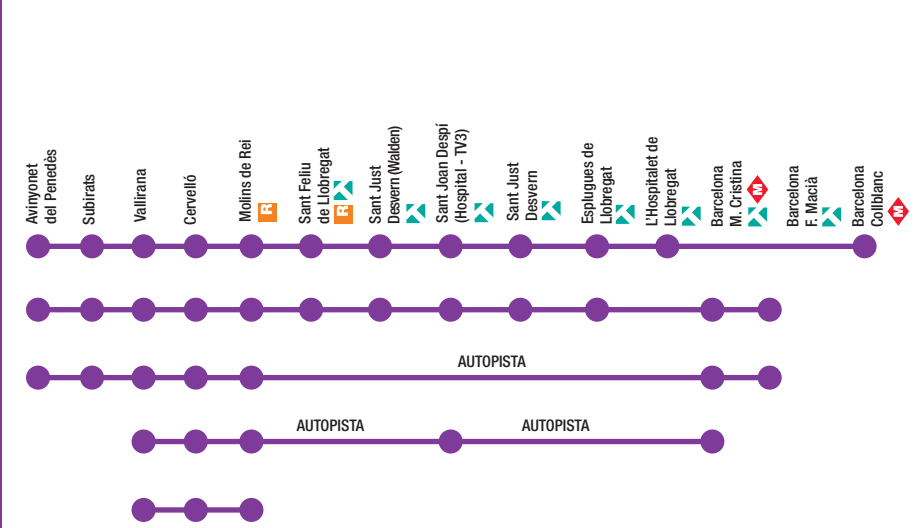 Avinyonet
del Penedès
Subirats
Vallirana
Cervelló
Molins de Rei
R
Sant Feliu
de Llobregat
R
Sant Just
Desvern (Walden)
Sant Joan Despí
(Hospital - TV3)
Sant Just
Desvern
Esplugues de
Llobregat
L'Hospitalet de
Llobregat
Barcelona
M. Cristina
M
Barcelona
F. Macià
Barcelona
Collblanc
M
AUTOPISTA
AUTOPISTA
AUTOPISTA